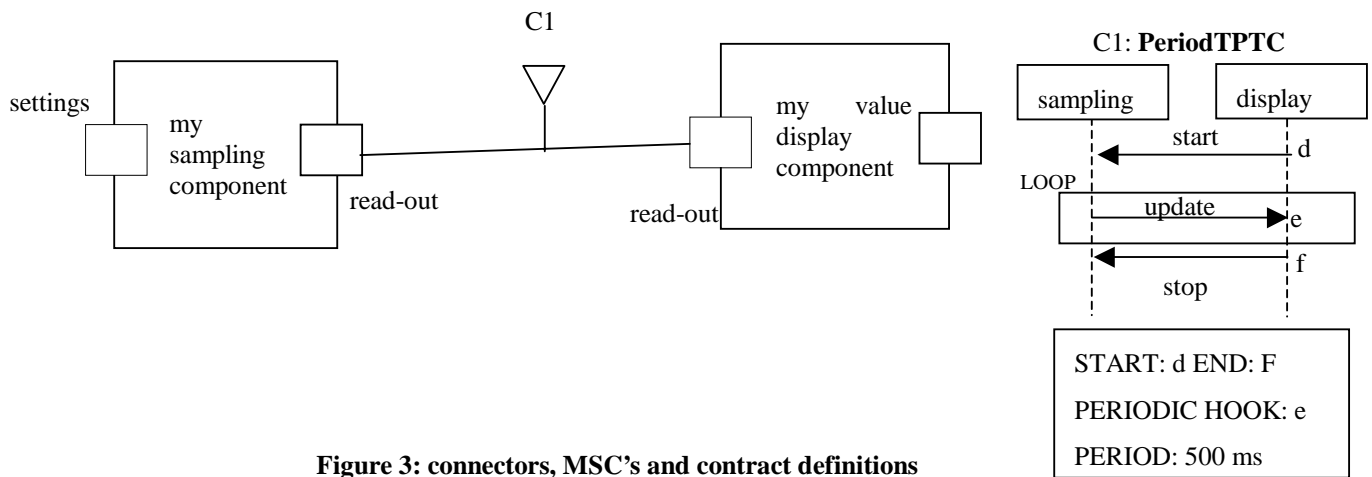 C1
settings
my
sampling
component
read-out
my value
display
component
read-out
C1: PeriodTPTC
sampling
display
start
d
LOOP
update
e
f
stop
START: d END: F
PERIODIC HOOK: e
PERIOD: 500 ms
Figure 3: connectors, MSC's and contract definitions